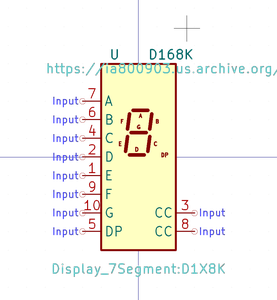 U D168K
https://ia800903.us.archive.org/
Input 7 A
Input 6 B
Input 4 C
Input 2 D
Input 1 E
Input 9 F
Input 10 G CC 3 Input
Input 5 DP CC 8 Input
A
F B
G
E C
D
DP
Display_7Segment:D1X8K